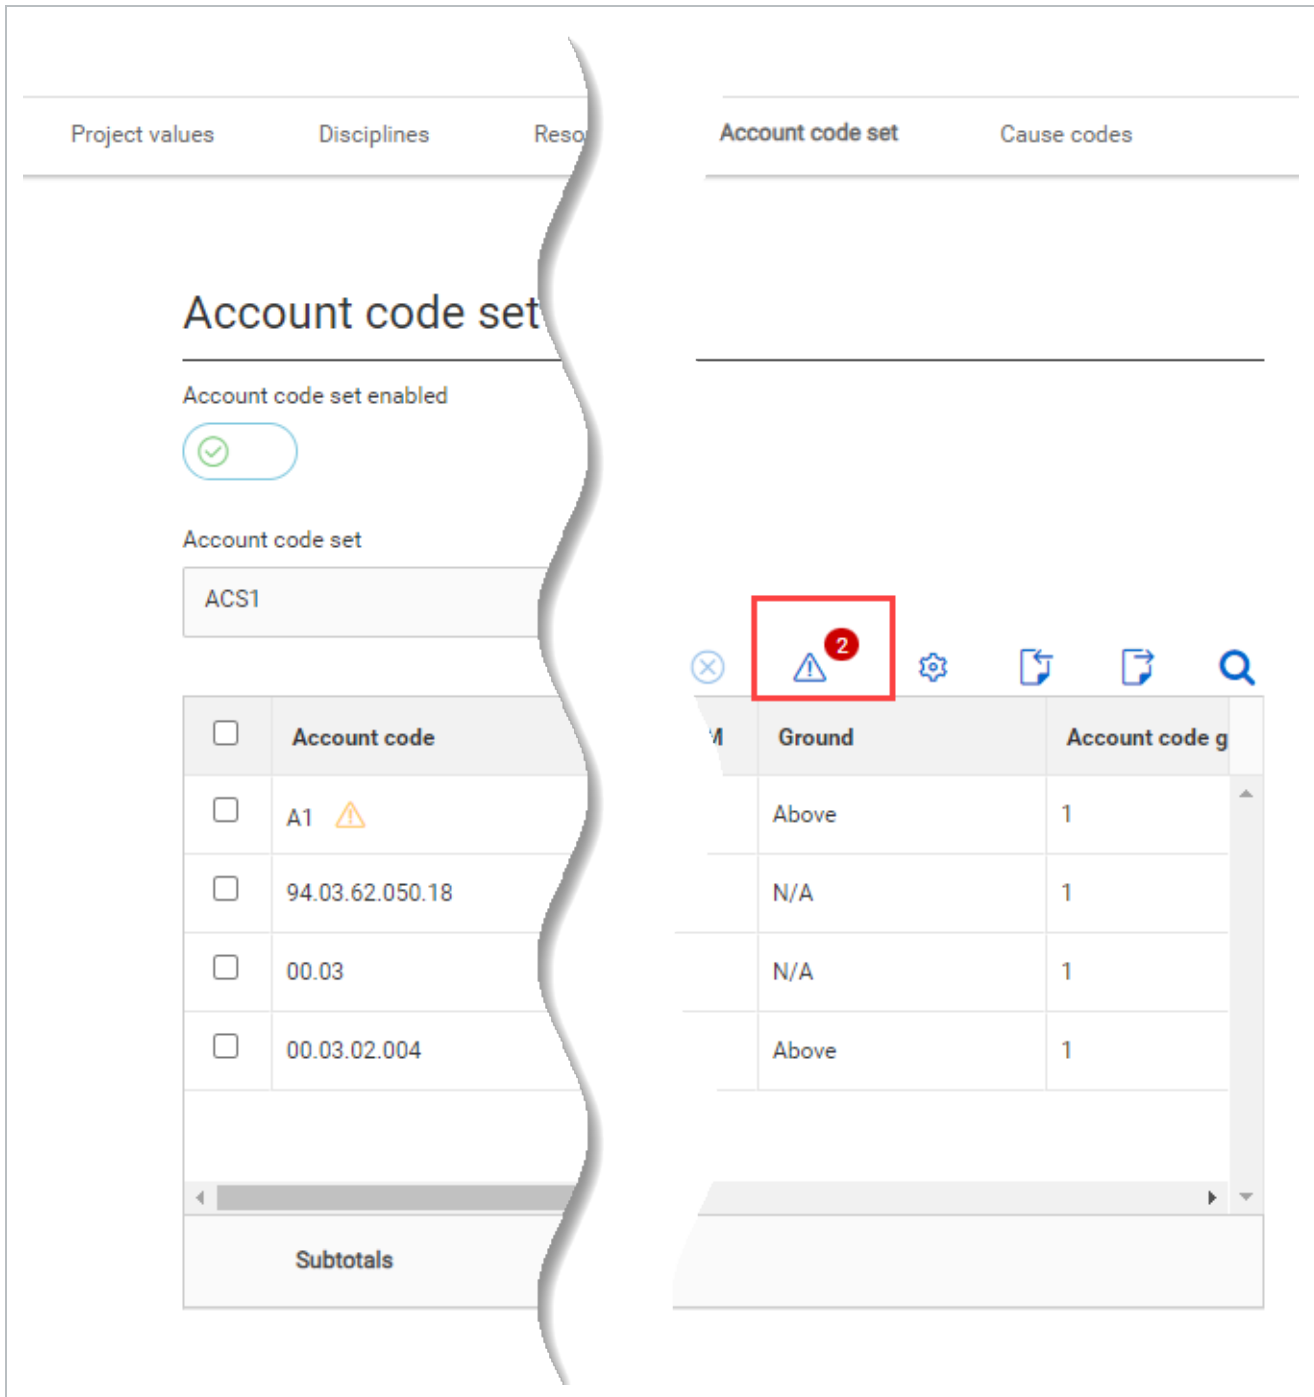 Project values Disciplines Account code set Cause codes
Account code set
Account code set enabled
Account code set
ACS1
2
Account code Ground Account code g
A1 Above 1
94.03.62.050.18 N/A 1
00.03 N/A 1
00.03.02.004 Above 1
Subtotals